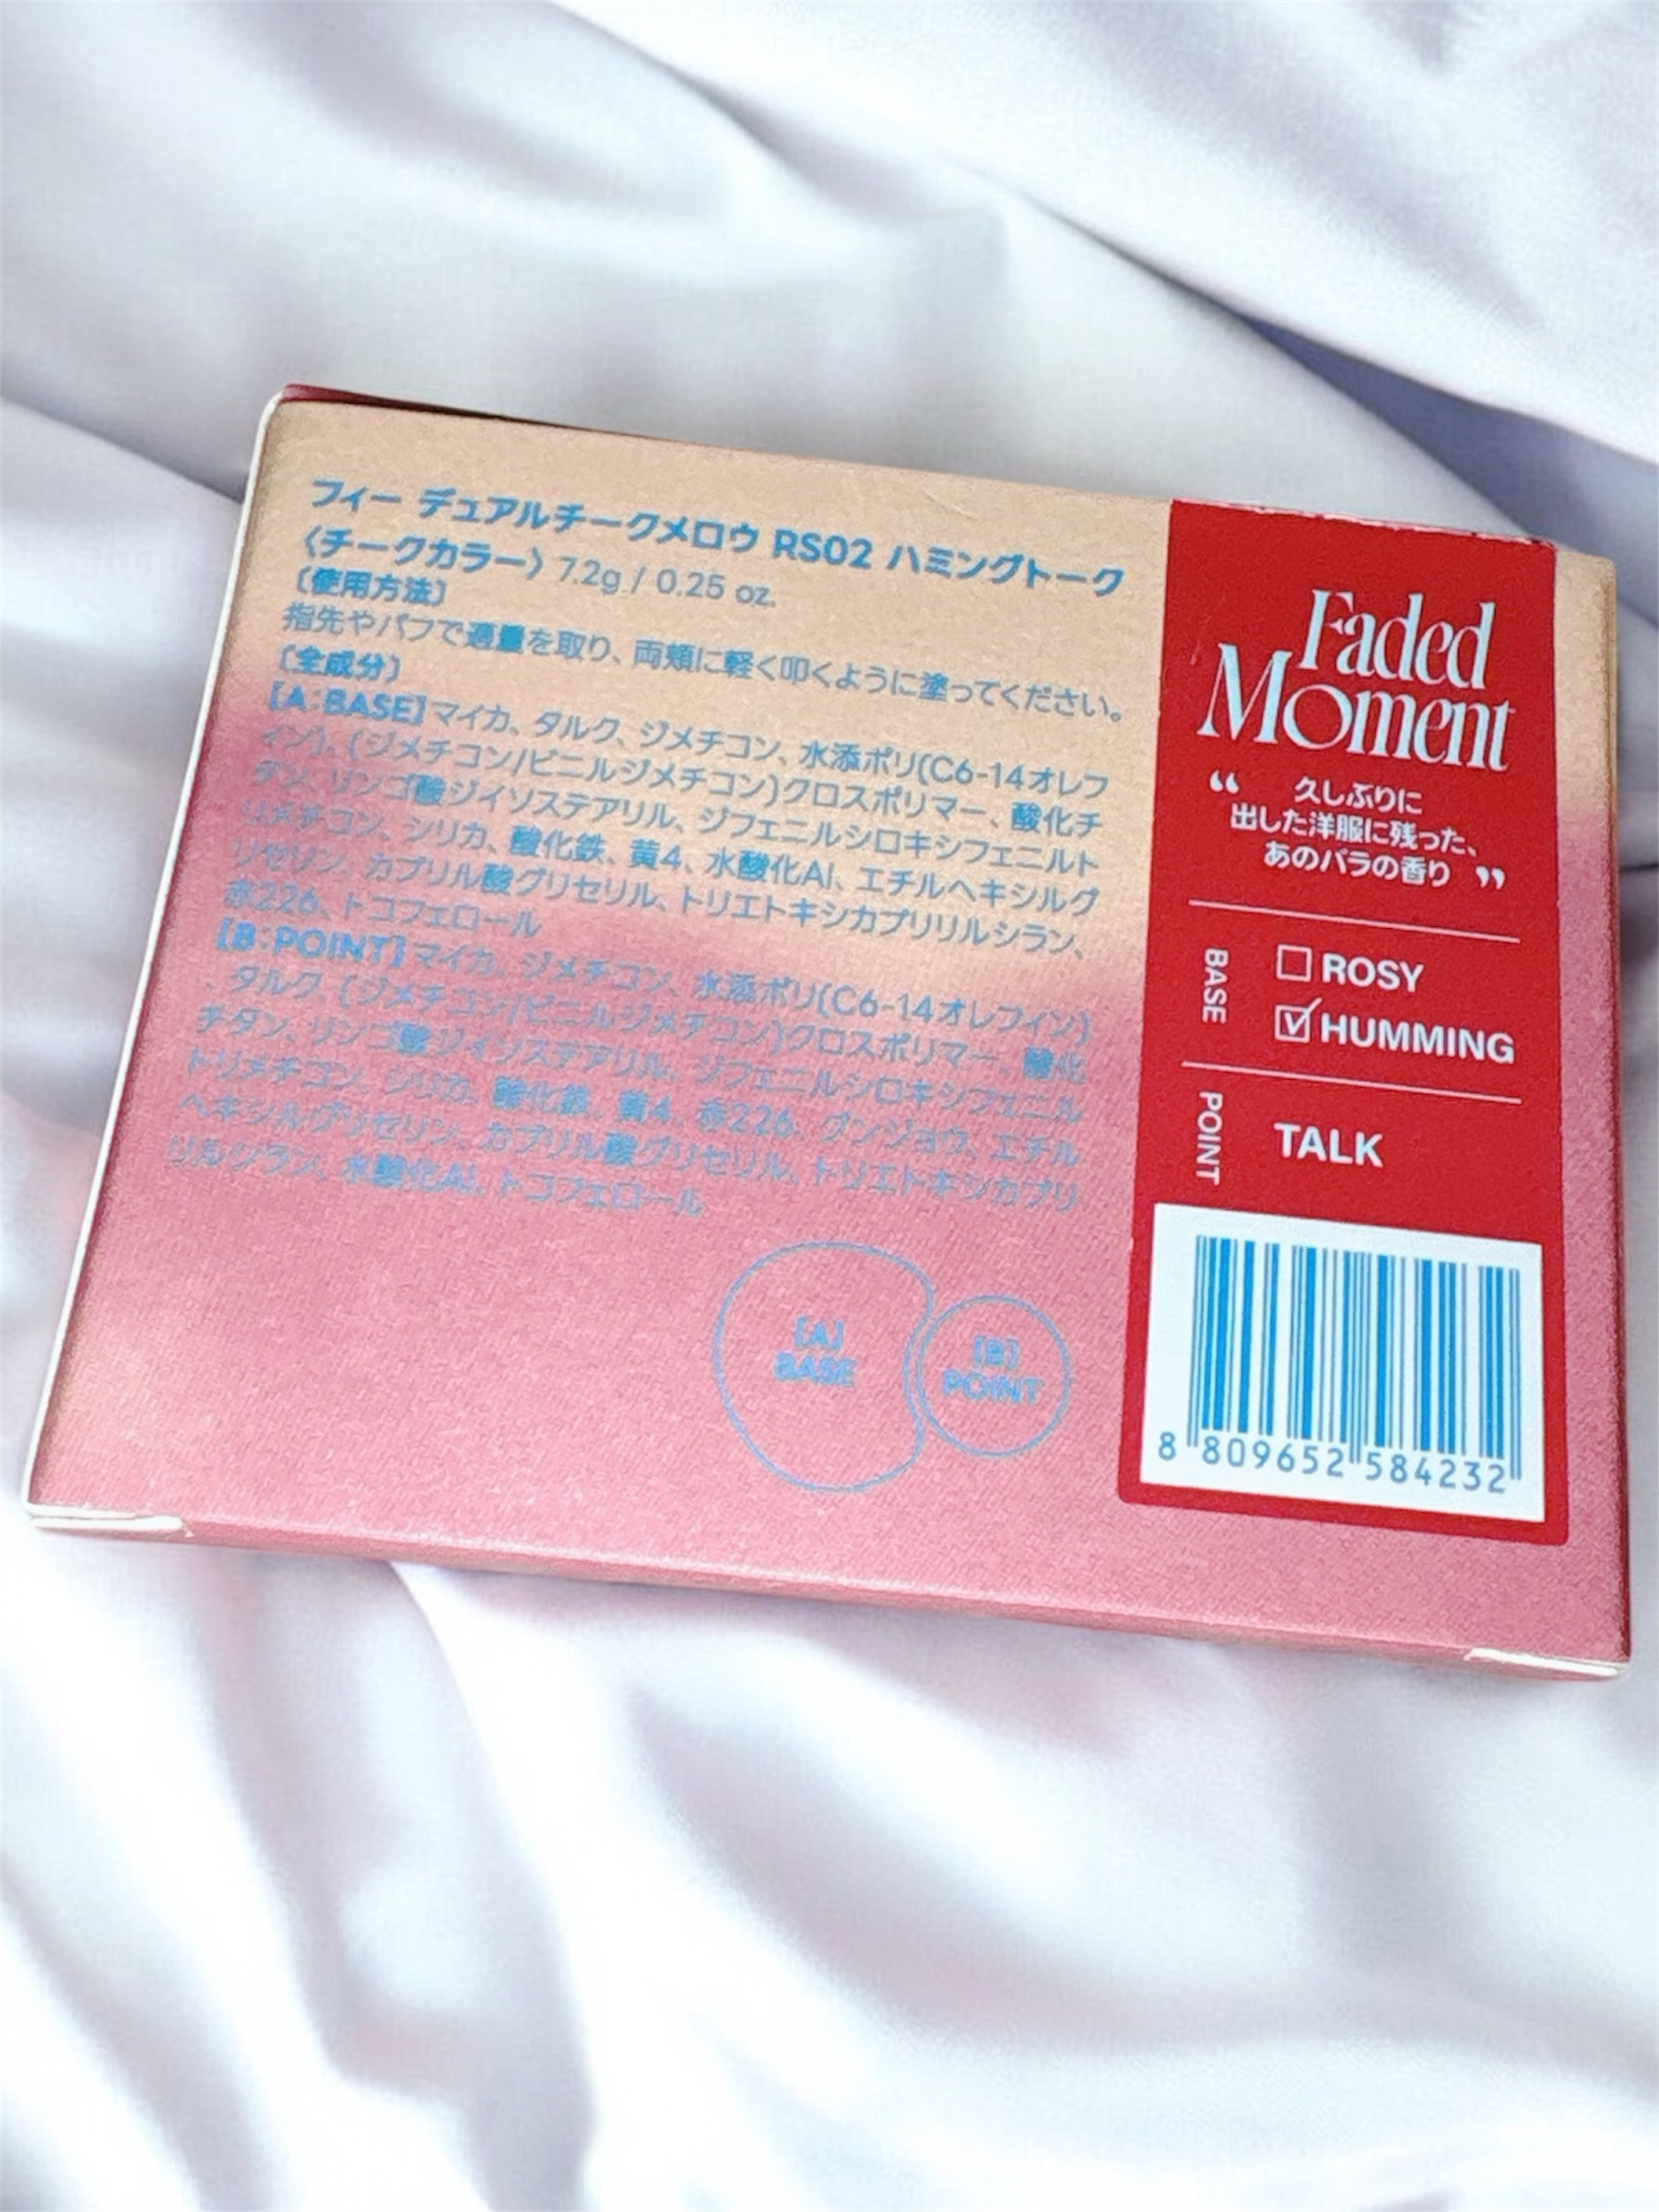 フィー デュアルチークメロウ RS02 ハミングトーク
〈チークカラー〉 7.2g / 0.25 oz.
〔使用方法〕
指先やパフで適量を取り、両頬に軽く叩くように塗ってください。
〔全成分〕
[A:BASE]マイカ、タルク、ジメチコン、水添ポリ(C6-14オレフ
ィン)、(ジメチコン/ビニルジメチコン)クロスポリマー、酸化チ
タン、リンゴ酸ジイソステアリル、ジフェニルシロキシフェニルト
リメチコン、シリカ、酸化鉄、黄4、水酸化Al、エチルヘキシルグ
リセリン、カプリル酸グリセリル、トリエトキシカプリリルシラン、
赤226、トコフェロール
[B:POINT]マイカ、ジメチコン、水添ポリ(C6-14オレフィン)
、タルク、(ジメチコン/ビニルジメチコン)クロスポリマー、酸化
チタン、リンゴ酸ジイソステアリル、ジフェニルシロキシフェニル
トリメチコン、シリカ、酸化鉄、黄4、赤226、グンジョウ、エチル
ヘキシルグリセリン、カプリル酸グリセリル、トリエトキシカプリ
リルシラン、水酸化Al、トコフェロール
[A]
BASE
[B]
POINT
Faded
Moment
“ 久しぶりに
出した洋服に残った、
あのバラの香り ”
BASE
☐ ROSY
☑ HUMMING
POINT
TALK
8 809652 584232